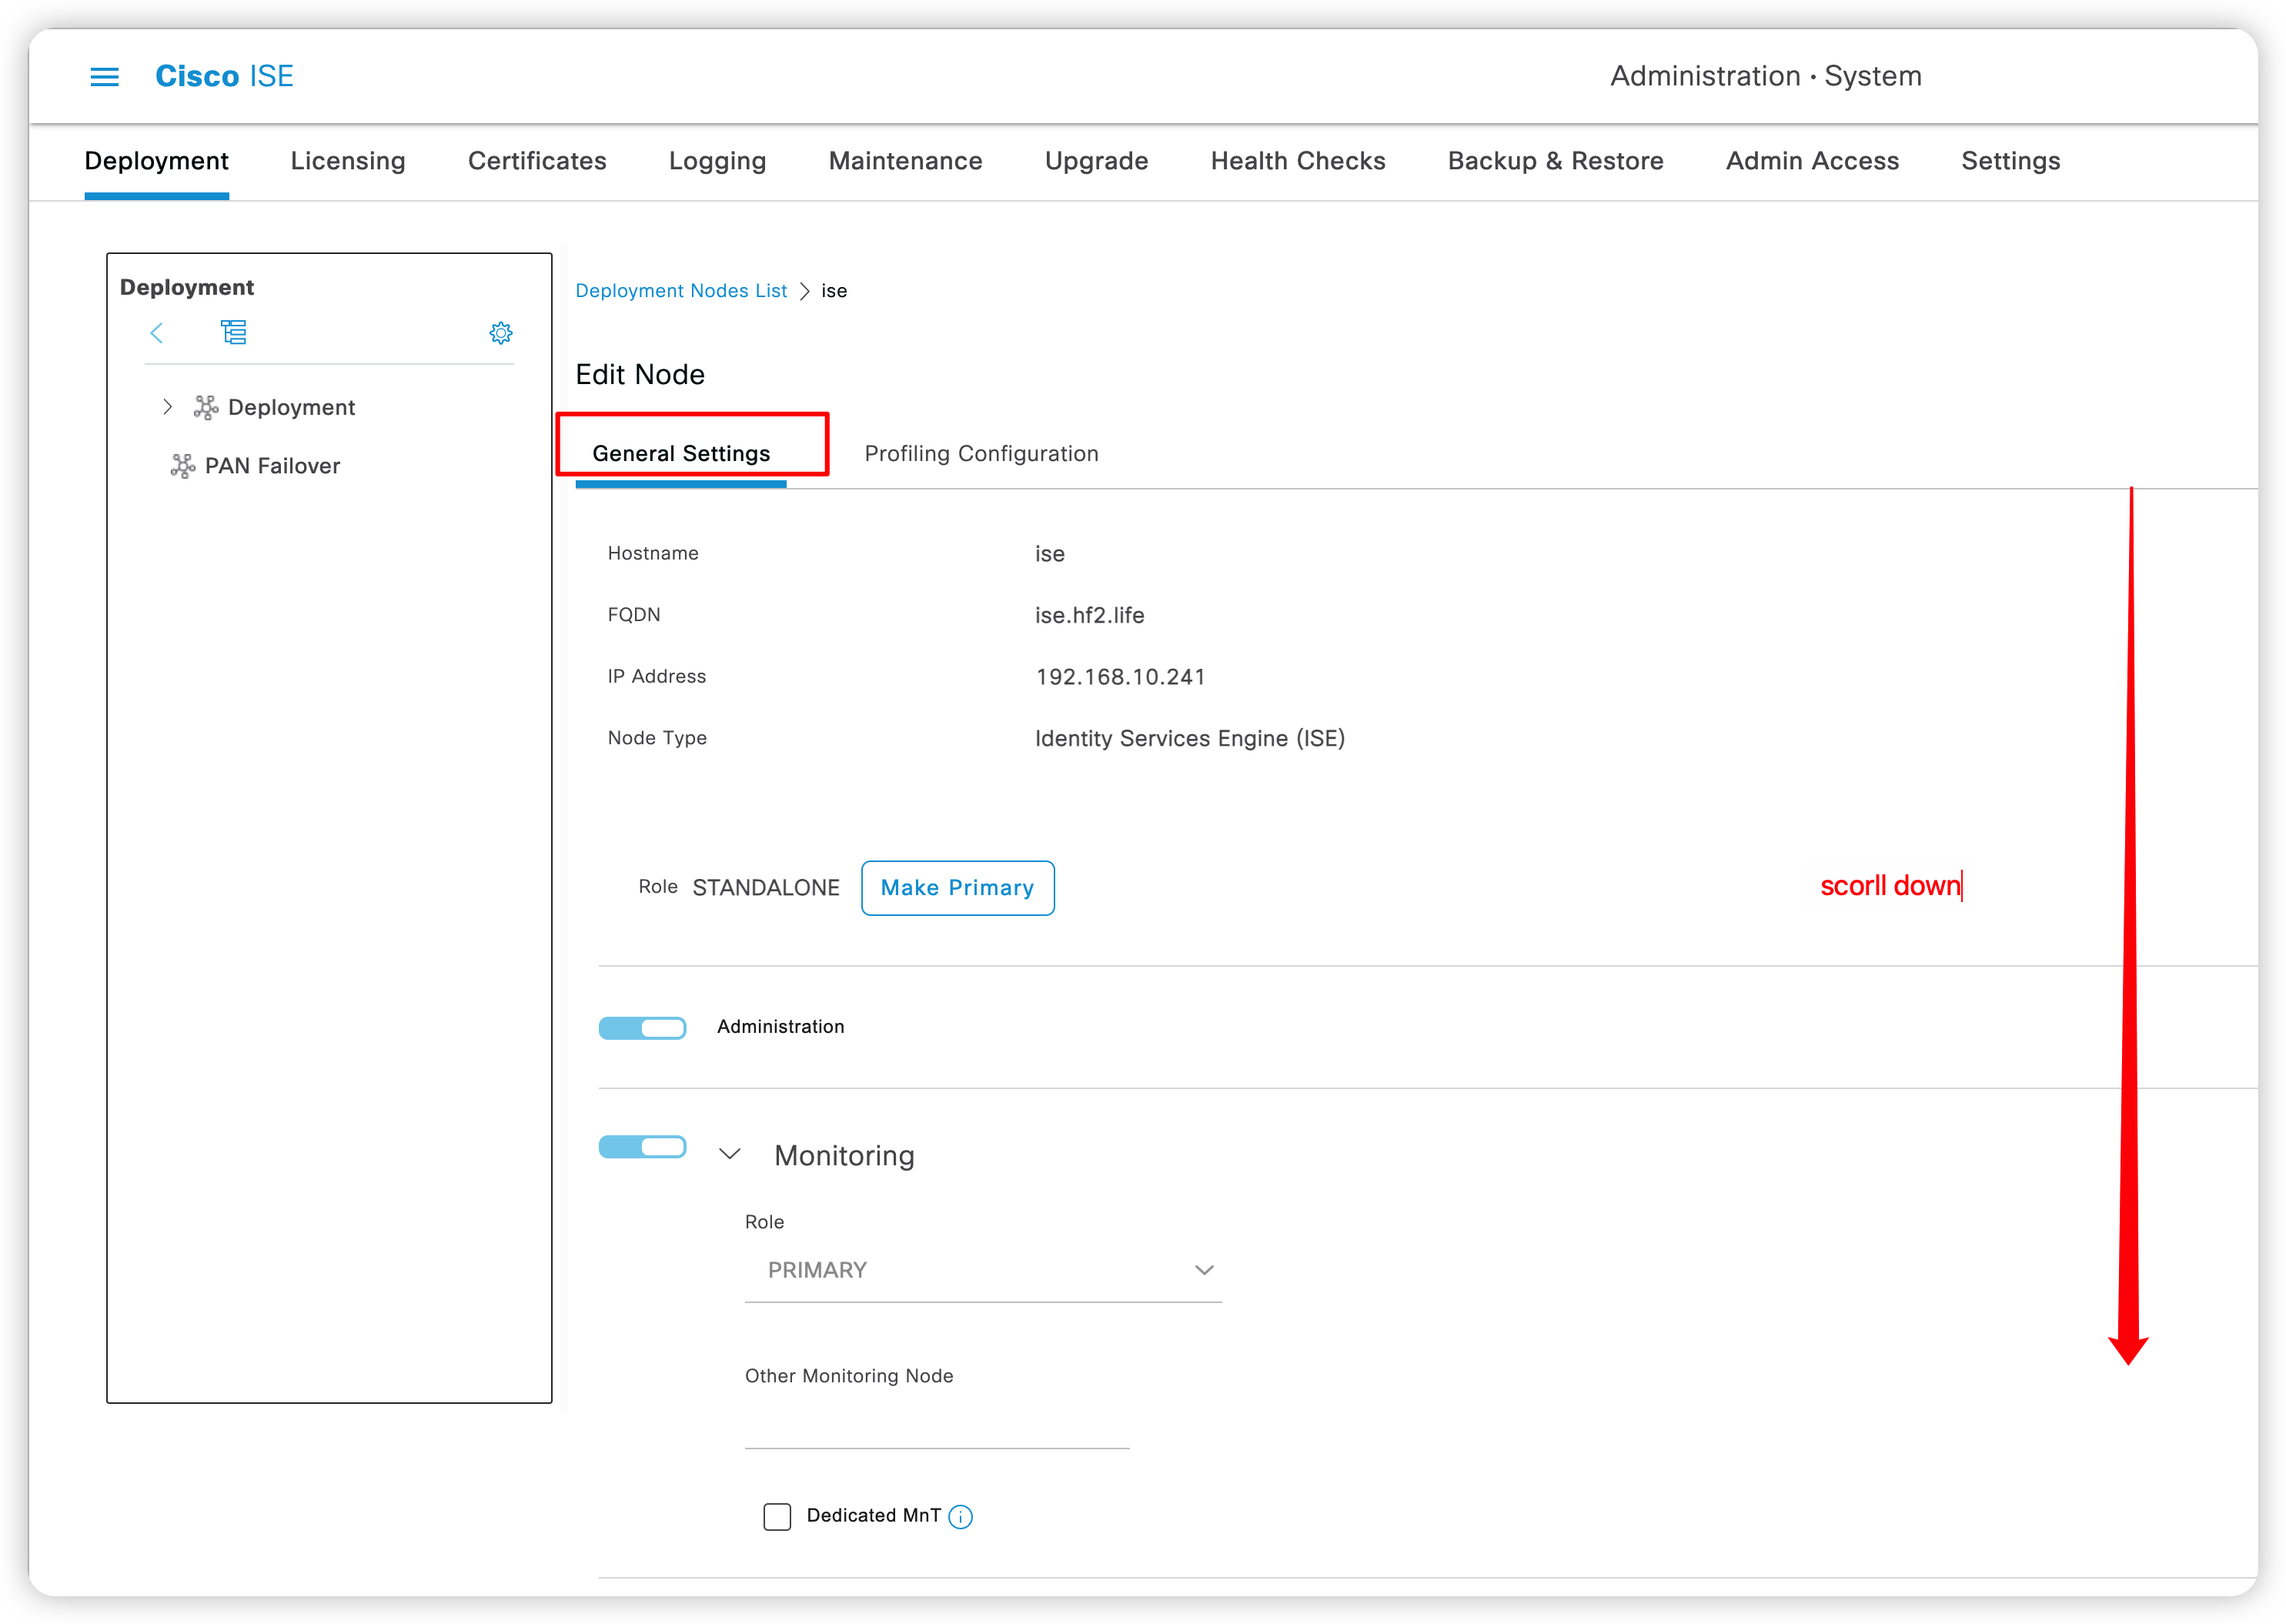 Cisco ISE
Administration · System
Deployment
Licensing
Certificates
Logging
Maintenance
Upgrade
Health Checks
Backup & Restore
Admin Access
Settings
Deployment
Deployment
PAN Failover
Deployment Nodes List > ise
Edit Node
General Settings
Profiling Configuration
Hostname ise
FQDN ise.hf2.life
IP Address 192.168.10.241
Node Type Identity Services Engine (ISE)
Role STANDALONE Make Primary
scorll down
Administration
Monitoring
Role
PRIMARY
Other Monitoring Node
Dedicated MnT